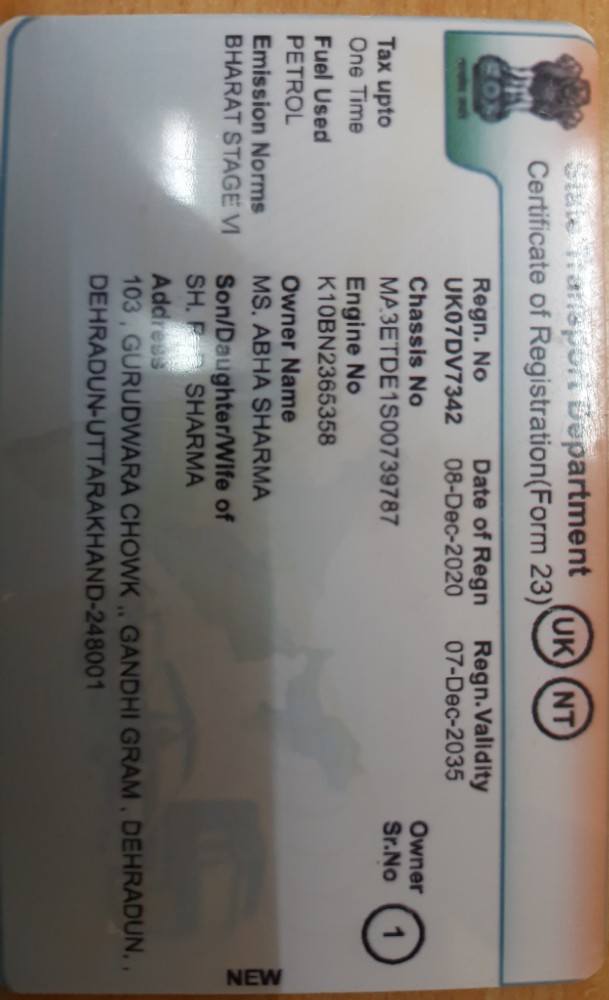 State Transport Department
Certificate of Registration(Form 23)
UK NT
Regn. No Date of Regn Regn.Validity
UK07DV7342 08-Dec-2020 07-Dec-2035
Chassis No
MA3ETDE1S00739787
Owner
Sr.No 1
Tax upto
One Time
Engine No
K10BN2365358
Fuel Used
PETROL
Owner Name
MS. ABHA SHARMA
Emission Norms
BHARAT STAGE VI
Son/Daughter/Wife of
SH. SHARMA
Address
103 , GURUDWARA CHOWK ,, GANDHI GRAM , DEHRADUN, ,
DEHRADUN-UTTARAKHAND-248001
NEW